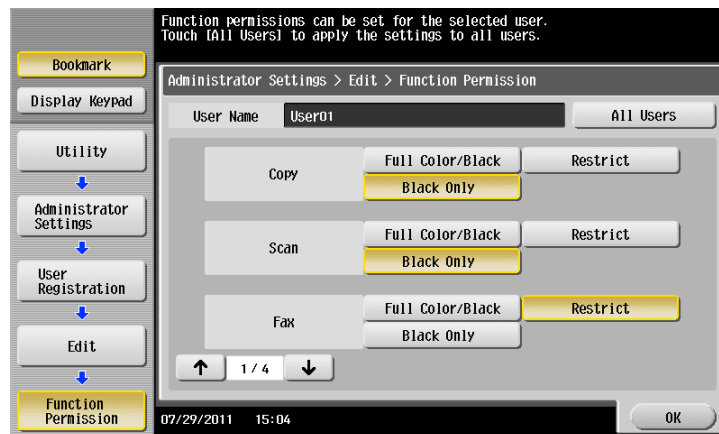 Function permissions can be set for the selected user.
Touch [All Users] to apply the settings to all users.
Bookmark
Display Keypad
Utility
Administrator
Settings
User
Registration
Edit
Function
Permission
Administrator Settings > Edit > Function Permission
User Name User01 All Users
Copy
Full Color/Black Restrict
Black Only
Scan
Full Color/Black Restrict
Black Only
Fax
Full Color/Black Restrict
Black Only
↑ 1/4 ↓
07/29/2011 15:04 OK